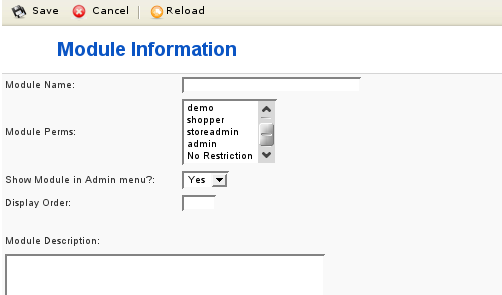 Save Cancel Reload
Module Information
Module Name:
Module Perms:
demo
shopper
storeadmin
admin
No Restriction
Show Module in Admin menu?: Yes
Display Order:
Module Description: